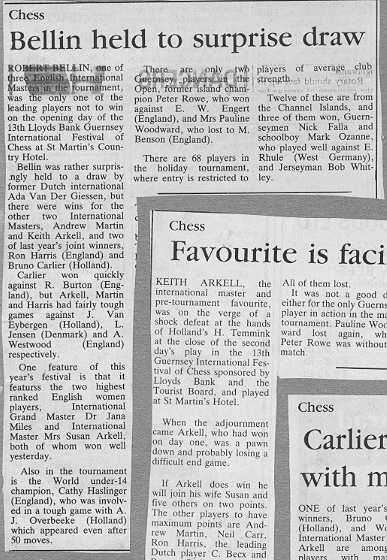 Chess
Bellin held to surprise draw
ROBERT BELLIN, one of
three English International
Masters in the tournament,
was the only one of the
leading players not to win
on the opening day of the
13th Lloyds Bank Guernsey
International Festival of
Chess at St Martin's Coun-
try Hotel.
Bellin was rather surpris-
ingly held to a draw by
former Dutch international
Ada Van Der Giessen, but
there were wins for the
other two International
Masters, Andrew Martin
and Keith Arkell, and two
of last year's joint winners,
Ron Harris (England) and
Bruno Carlier (Holland).
Carlier won quickly
against R. Burton (Eng-
land), but Arkell, Martin
and Harris had fairly tough
games against J. Van
Eybergen (Holland), L.
Jensen (Denmark) and A.
Westwood (England)
respectively.
One feature of this
year's festival is that it
featurss the two highest
ranked English women
players, International
Grand Master Dr Jana
Miles and International
Master Mrs Susan Arkell,
both of whom won well
yesterday.
Also in the tournament
is the World under-14
champion, Cathy Haslinger
(England), who was involv-
ed in a tough game with A.
C. Overbeeke (Holland)
which appeared even after
50 moves.
There are only two
Guernsey players in the
Open, former island cham-
pion Peter Rowe, who won
against E. W. Engert
(England), and Mrs Pauline
Woodward, who lost to M.
Benson (England).
There are 68 players in
the holiday tournament,
where entry is restricted to
players of average club
strength.
Twelve of these are from
the Channel Islands, and
three of them won, Guern-
seymen Nick Falla and
schoolboy Mark Ozanne,
who played well against E.
Rhule (West Germany),
and Jerseyman Bob Whit-
ley.
Chess
Favourite is faci
KEITH ARKELL, the
international master and
pre-tournament favourite,
was on the verge of a
shock defeat at the hands
of Holland's H. Temmink
at the close of the second
day's play in the 13th
Guernsey International Fes-
tival of Chess sponsored by
Lloyds Bank and the
Tourist Board, and played
at St Martin's Hotel.
When the adjournment
came Arkell, who had won
on day one, was a pawn
down and probably losing a
difficult end game.
If Arkell does win he
will join his wife Susan and
five others on two points.
The other players to have
maximum points are And-
rew Martin, Neil Carr,
Ron Harris, the leading
Dutch player C. Becx and
All of them lost.
It was not a good d
either for the only Guerns
player in action in the ma
tournament. Pauline Woo
ward lost again, wh
Peter Rowe was without
match.
Chess
Carlier
with m
ONE of last year's
winners, Bruno C
(Holland), and
Arkell are among
players with max